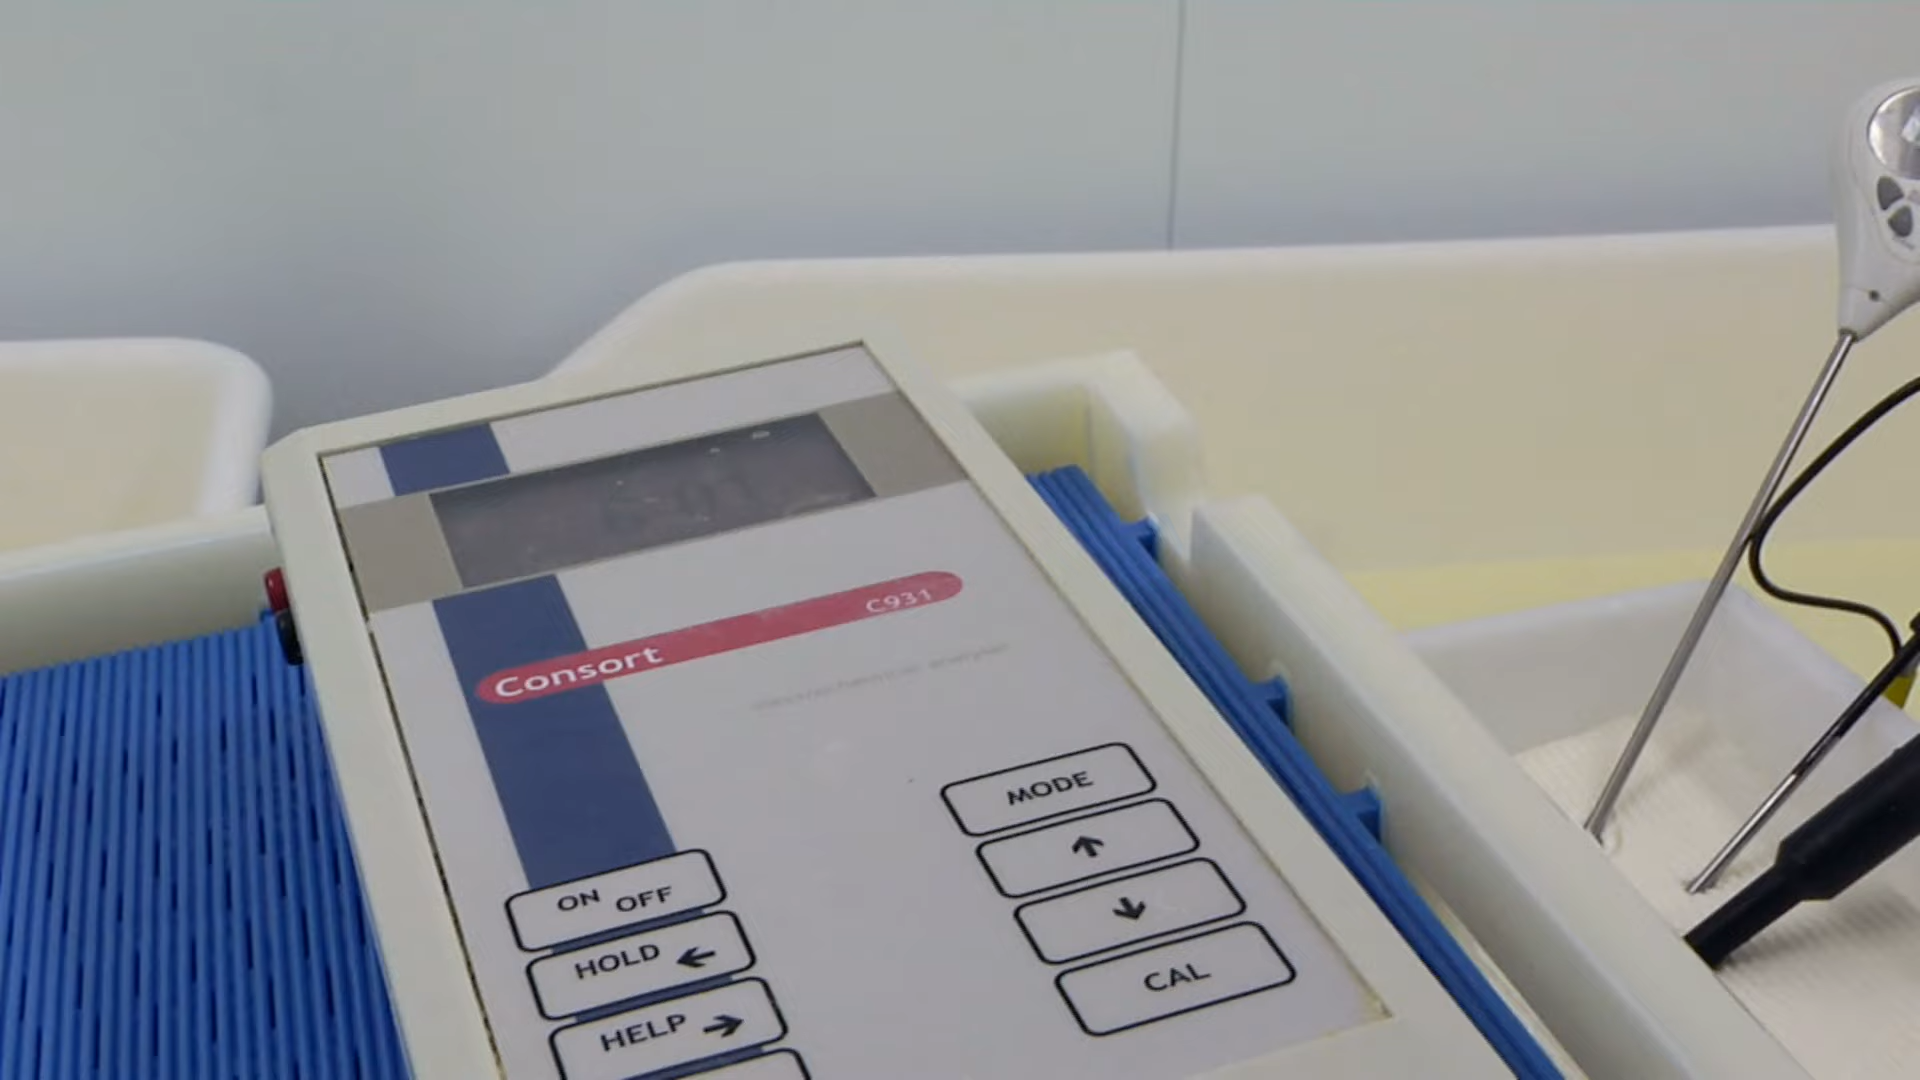 C931
Consort
MODE
↑
ON OFF
↓
HOLD ←
CAL
HELP →